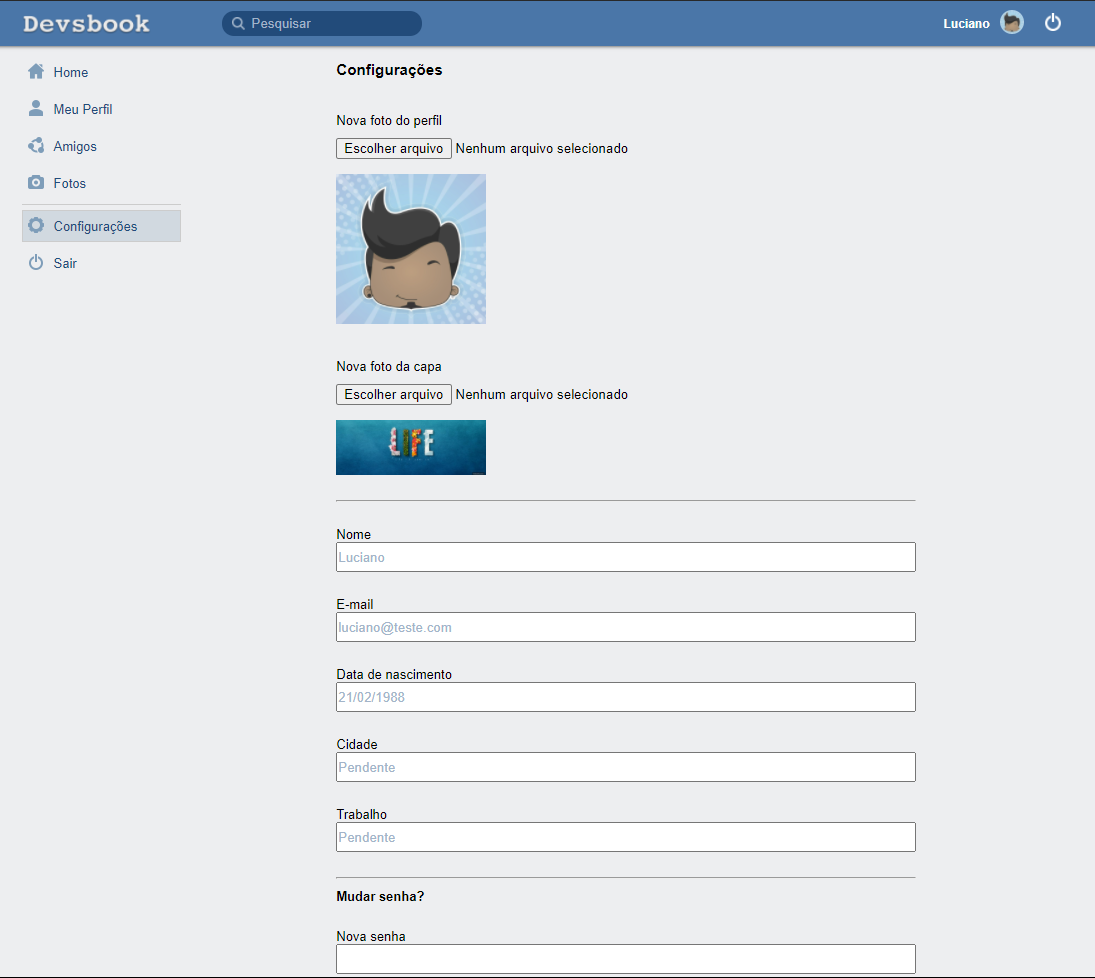 Devsbook
Pesquisar
Luciano
Home
Meu Perfil
Amigos
Fotos
Configurações
Sair
Configurações
Nova foto do perfil
Escolher arquivo Nenhum arquivo selecionado
Nova foto da capa
Escolher arquivo Nenhum arquivo selecionado
LIFE
Nome
Luciano
E-mail
luciano@teste.com
Data de nascimento
21/02/1988
Cidade
Pendente
Trabalho
Pendente
Mudar senha?
Nova senha